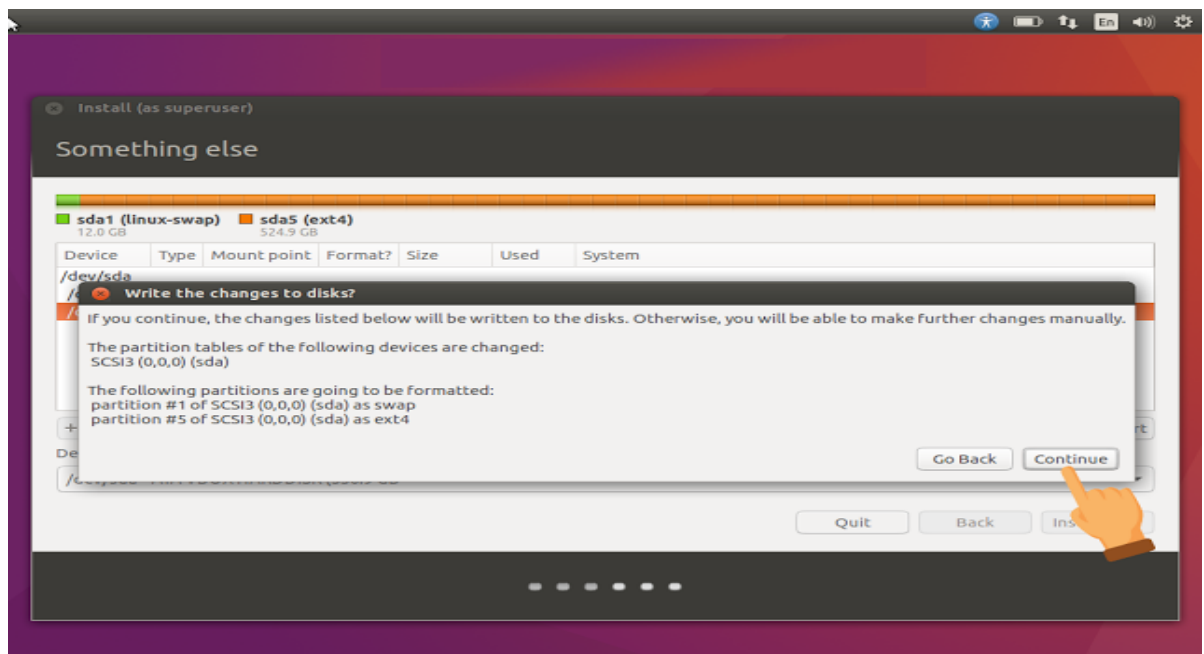 En
Install (as superuser)
Something else
sda1 (linux-swap) sda5 (ext4)
12.0 GB 524.9 GB
Device Type Mount point Format? Size Used System
/dev/sda
Write the changes to disks?
If you continue, the changes listed below will be written to the disks. Otherwise, you will be able to make further changes manually.
The partition tables of the following devices are changed:
SCSI3 (0,0,0) (sda)
The following partitions are going to be formatted:
partition #1 of SCSI3 (0,0,0) (sda) as swap
partition #5 of SCSI3 (0,0,0) (sda) as ext4
+
Go Back Continue
Quit Back